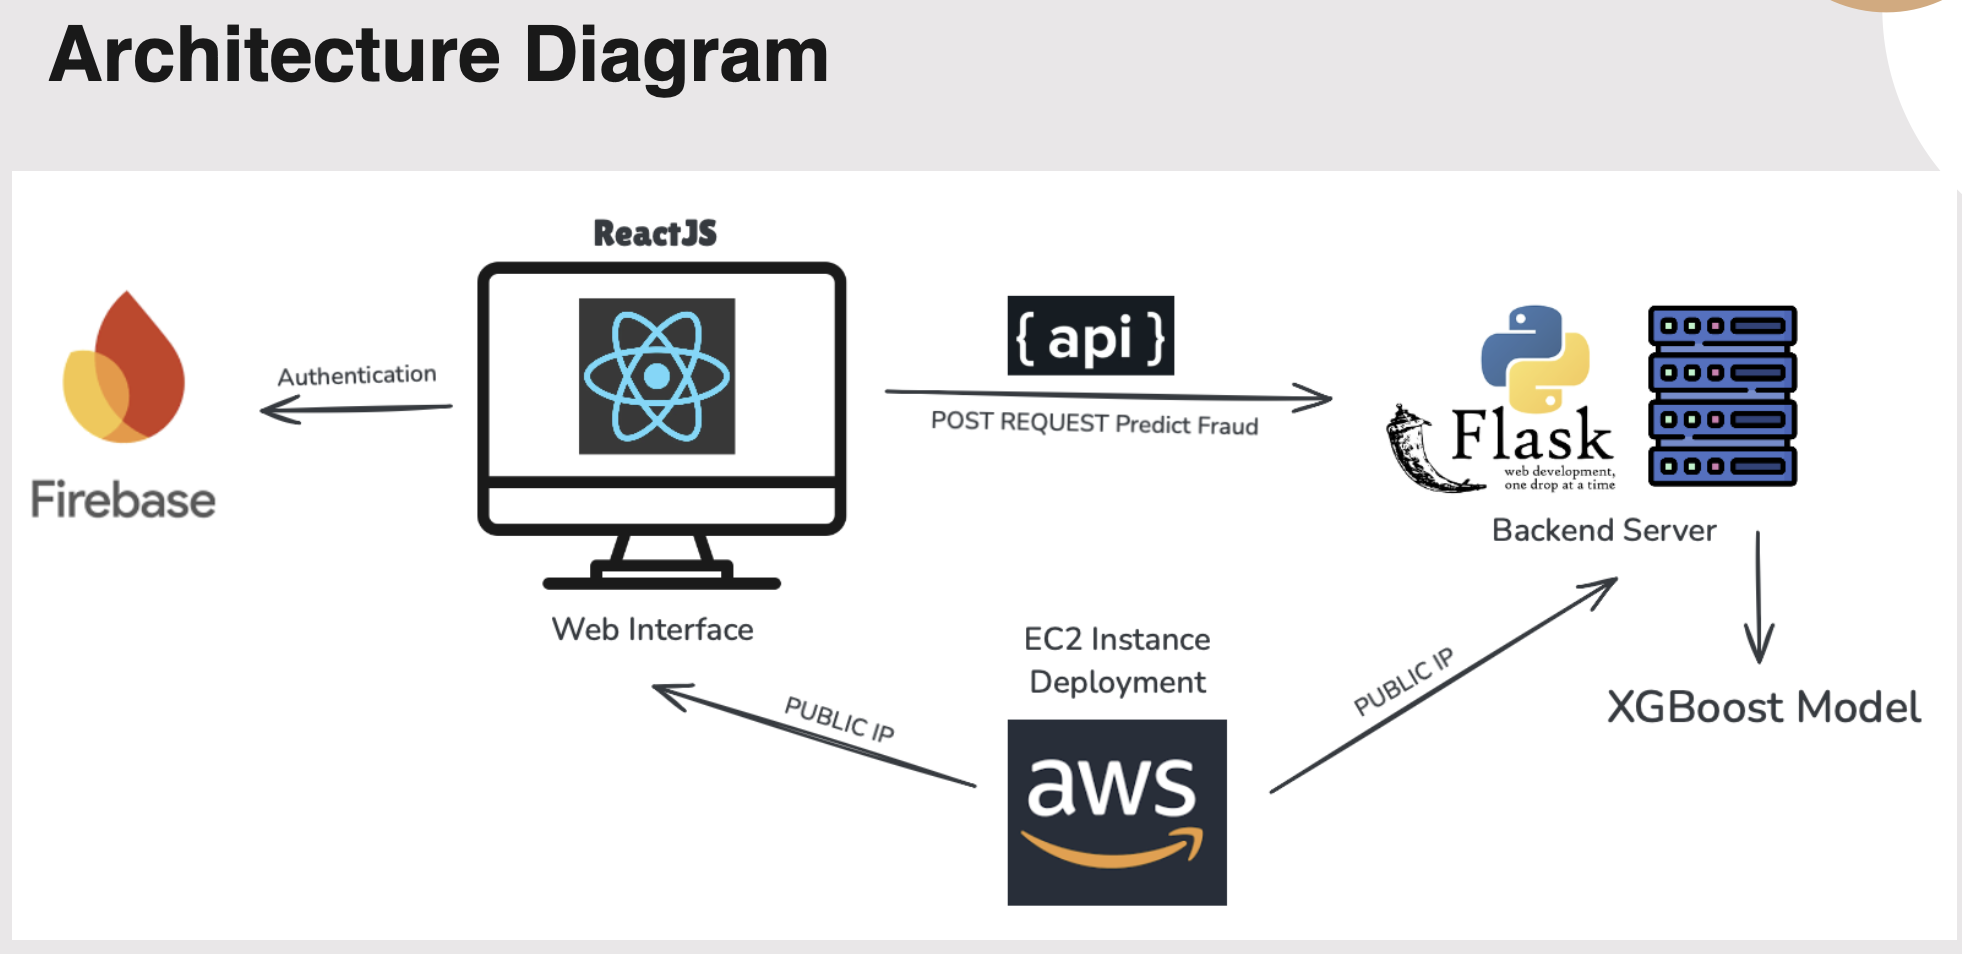 Architecture Diagram
ReactJS
{ api }
Authentication
POST REQUEST Predict Fraud
Firebase
Flask
web development,
one drop at a time
Backend Server
Web Interface
EC2 Instance
Deployment
PUBLIC IP
PUBLIC IP
XGBoost Model
aws